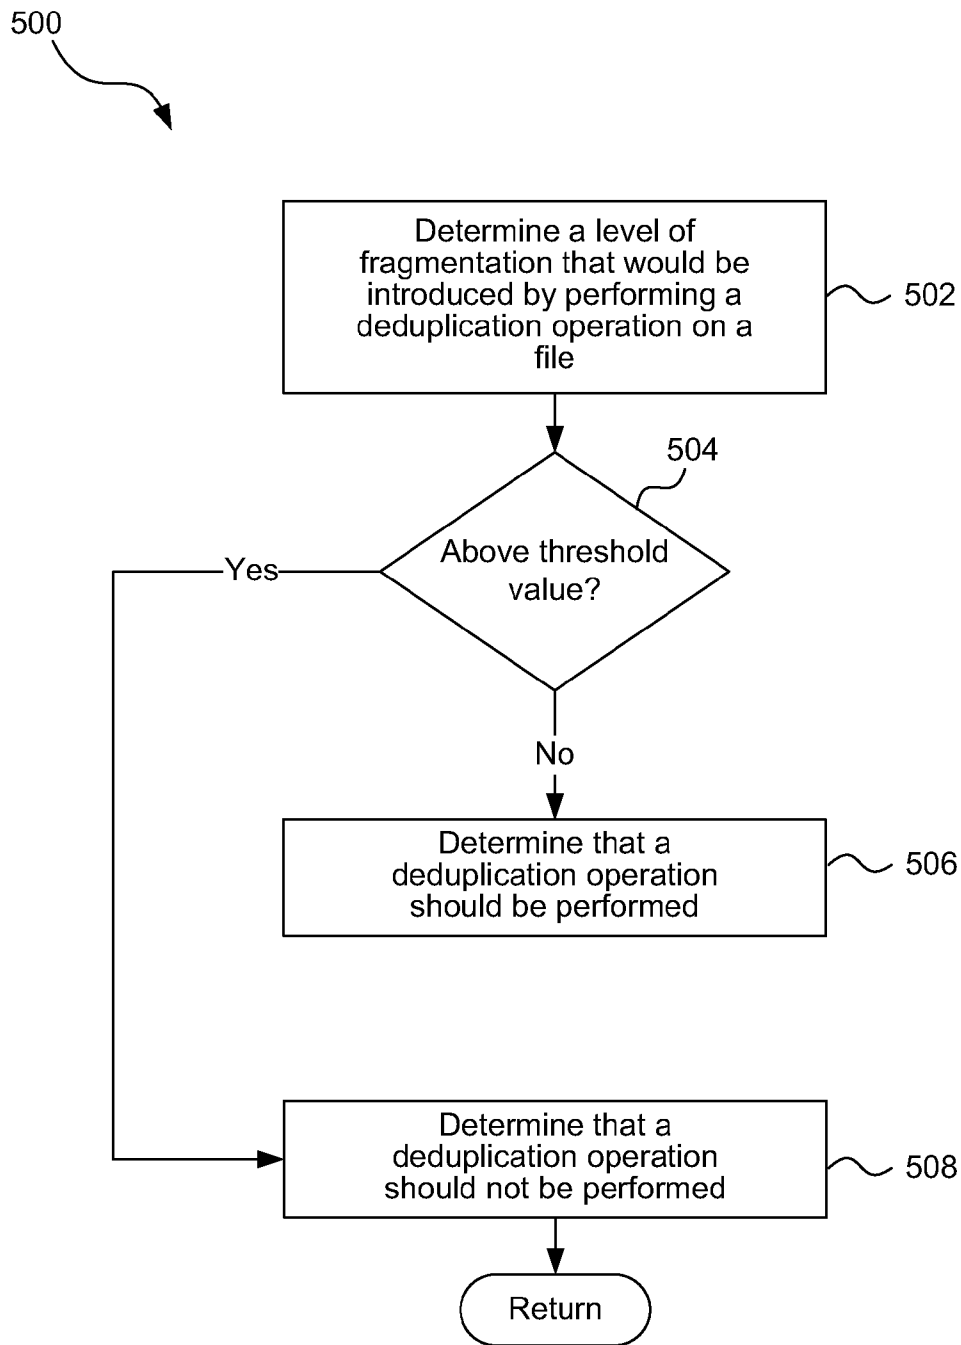 500
Determine a level of
fragmentation that would be
introduced by performing a
deduplication operation on a
file
502
504
Above threshold
value?
Yes
No
Determine that a
deduplication operation
should be performed
506
Determine that a
deduplication operation
should not be performed
508
Return